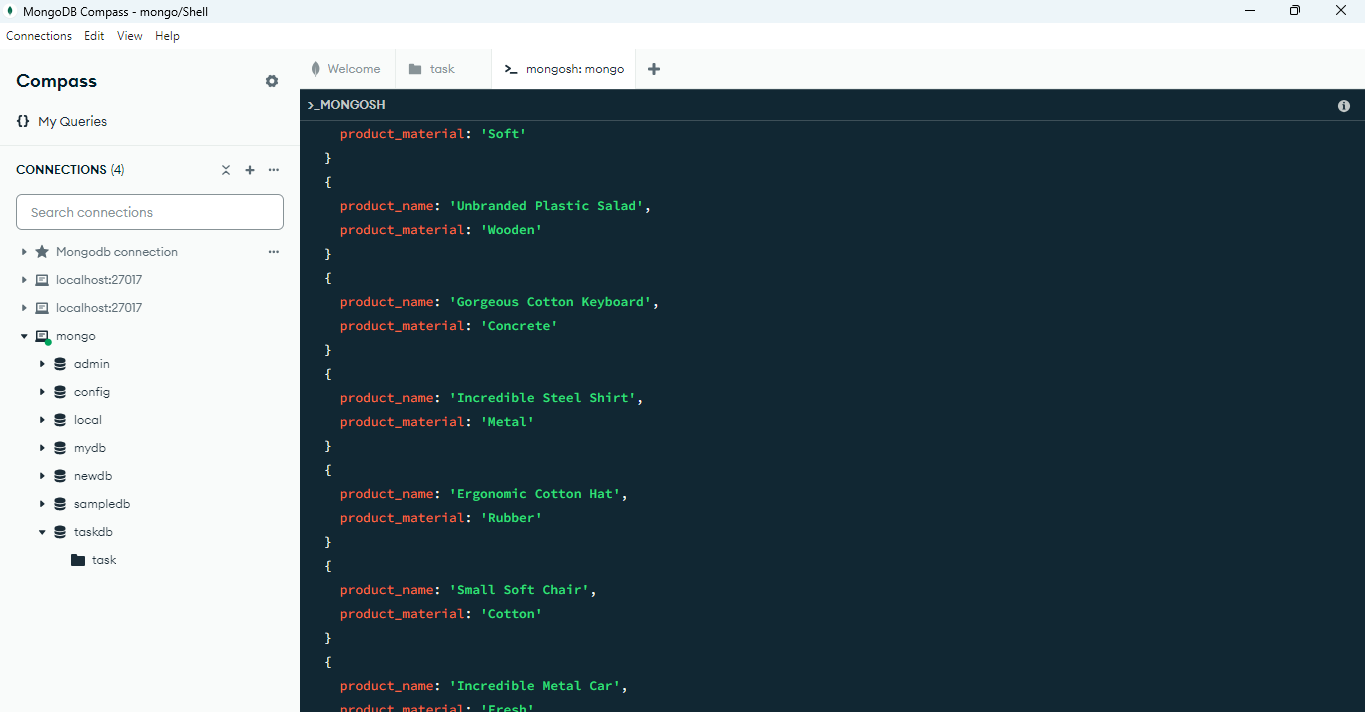 MongoDB Compass - mongo/Shell
Connections Edit View Help
Compass
{} My Queries
CONNECTIONS (4)
Search connections
Mongodb connection
localhost:27017
localhost:27017
mongo
admin
config
local
mydb
newdb
sampledb
taskdb
task
Welcome task >_ mongosh: mongo
>_MONGOSH
product_material: 'Soft'
}
{
product_name: 'Unbranded Plastic Salad',
product_material: 'Wooden'
}
{
product_name: 'Gorgeous Cotton Keyboard',
product_material: 'Concrete'
}
{
product_name: 'Incredible Steel Shirt',
product_material: 'Metal'
}
{
product_name: 'Ergonomic Cotton Hat',
product_material: 'Rubber'
}
{
product_name: 'Small Soft Chair',
product_material: 'Cotton'
}
{
product_name: 'Incredible Metal Car',
product_material: 'Fresh'